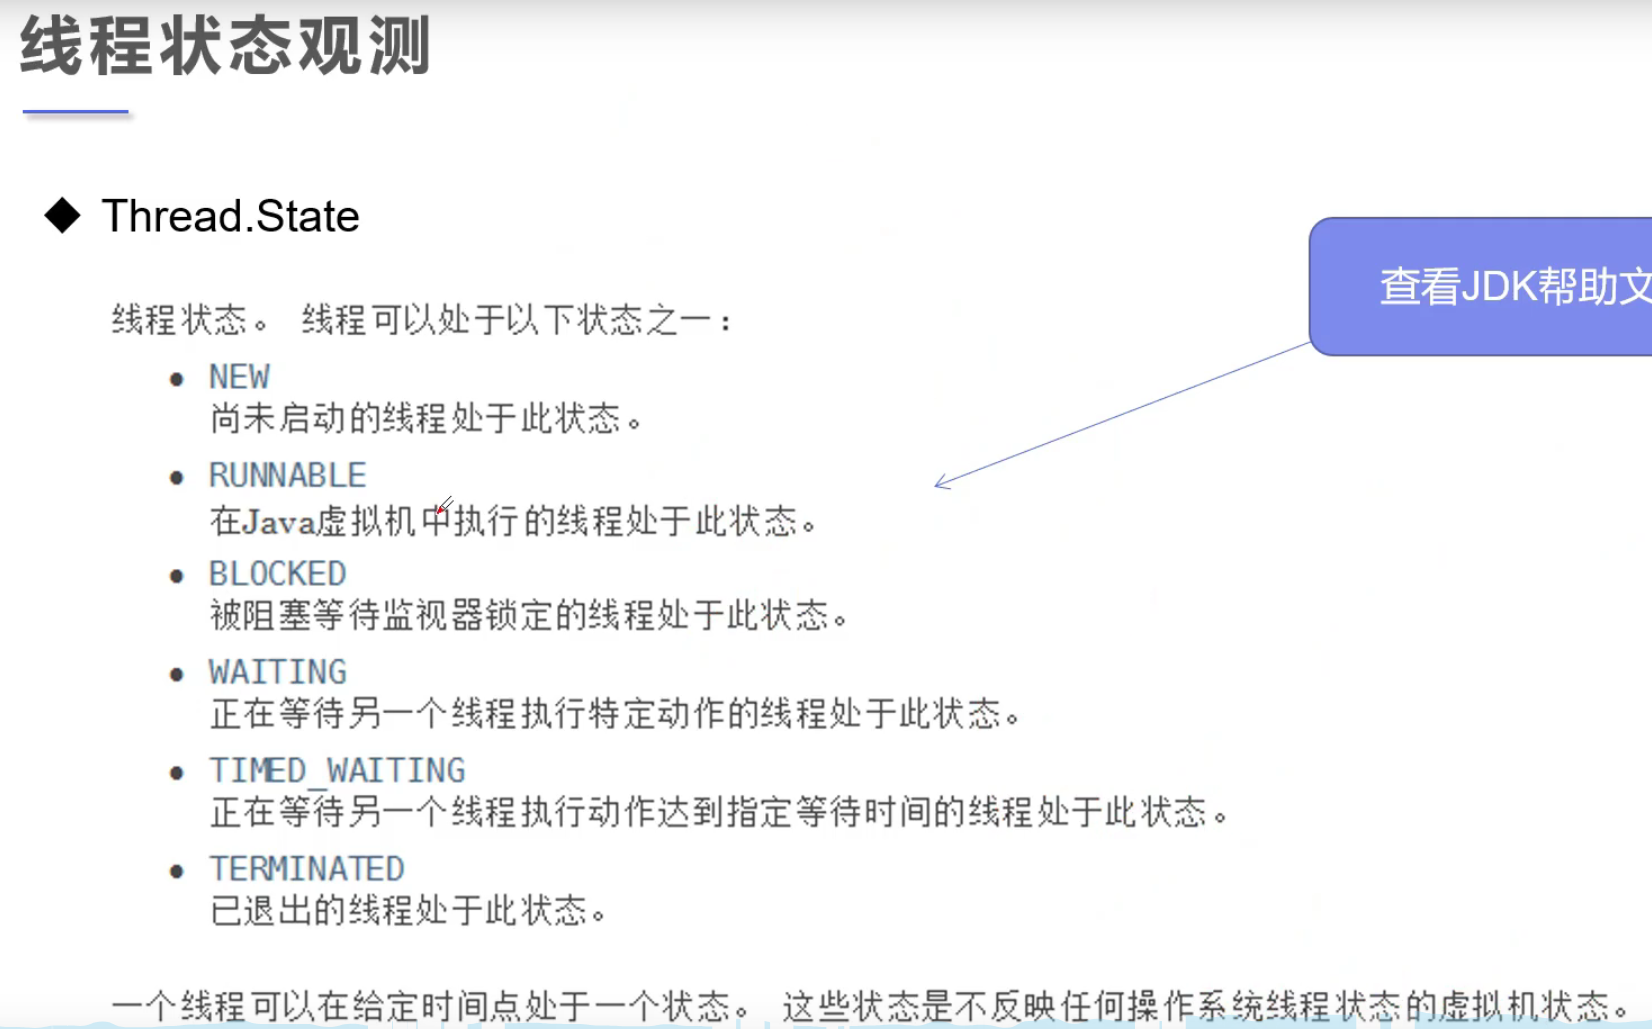 线程状态观测
Thread.State
查看JDK帮助文
线程状态。 线程可以处于以下状态之一：
NEW
尚未启动的线程处于此状态。
RUNNABLE
在Java虚拟机中执行的线程处于此状态。
BLOCKED
被阻塞等待监视器锁定的线程处于此状态。
WAITING
正在等待另一个线程执行特定动作的线程处于此状态。
TIMED_WAITING
正在等待另一个线程执行动作达到指定等待时间的线程处于此状态。
TERMINATED
已退出的线程处于此状态。
一个线程可以在给定时间点处于一个状态。 这些状态是不反映任何操作系统线程状态的虚拟机状态。